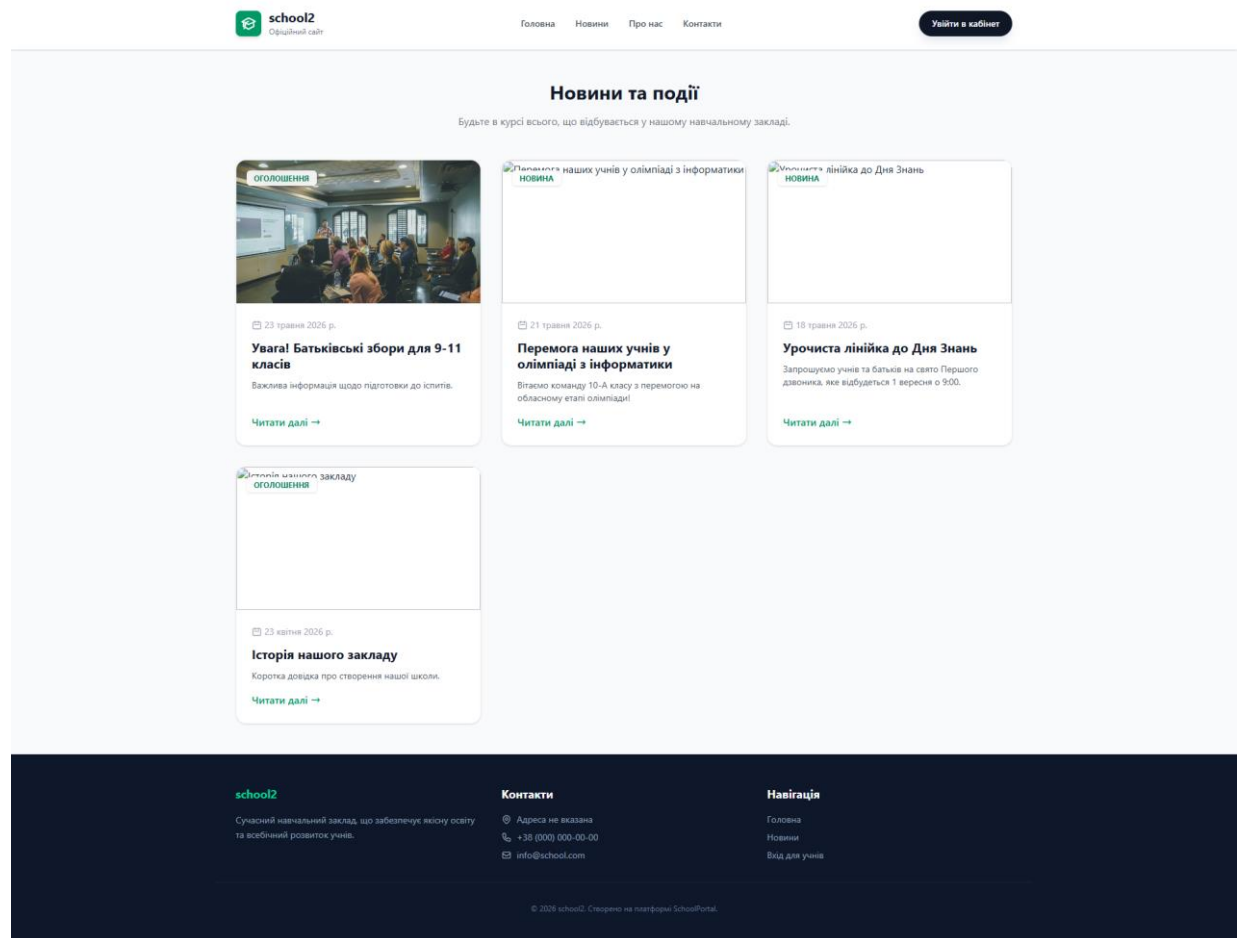 school2
Офіційний сайт
Головна Новини Про нас Контакти
Увійти в кабінет
Новини та події
Будьте в курсі всього, що відбувається у нашому навчальному закладі.
ОГОЛОШЕННЯ
23 травня 2026 р.
Увага! Батьківські збори для 9-11
класів
Важлива інформація щодо підготовки до іспитів.
Читати далі →
Перемога наших учнів у олімпіаді з інформатики
НОВИНА
21 травня 2026 р.
Перемога наших учнів у
олімпіаді з інформатики
Вітаємо команду 10-А класу з перемогою на
обласному етапі олімпіади!
Читати далі →
Урочиста лінійка до Дня Знань
НОВИНА
18 травня 2026 р.
Урочиста лінійка до Дня Знань
Запрошуємо учнів та батьків на свято Першого
дзвоника, яке відбудеться 1 вересня о 9:00.
Читати далі →
Історія нашого закладу
ОГОЛОШЕННЯ
23 квітня 2026 р.
Історія нашого закладу
Коротка довідка про створення нашої школи.
Читати далі →
school2
Сучасний навчальний заклад, що забезпечує якісну освіту
та всебічний розвиток учнів.
Контакти
Адреса не вказана
+38 (000) 000-00-00
info@school.com
Навігація
Головна
Новини
Вхід для учнів
© 2026 school2. Створено на платформі SchoolPortal.